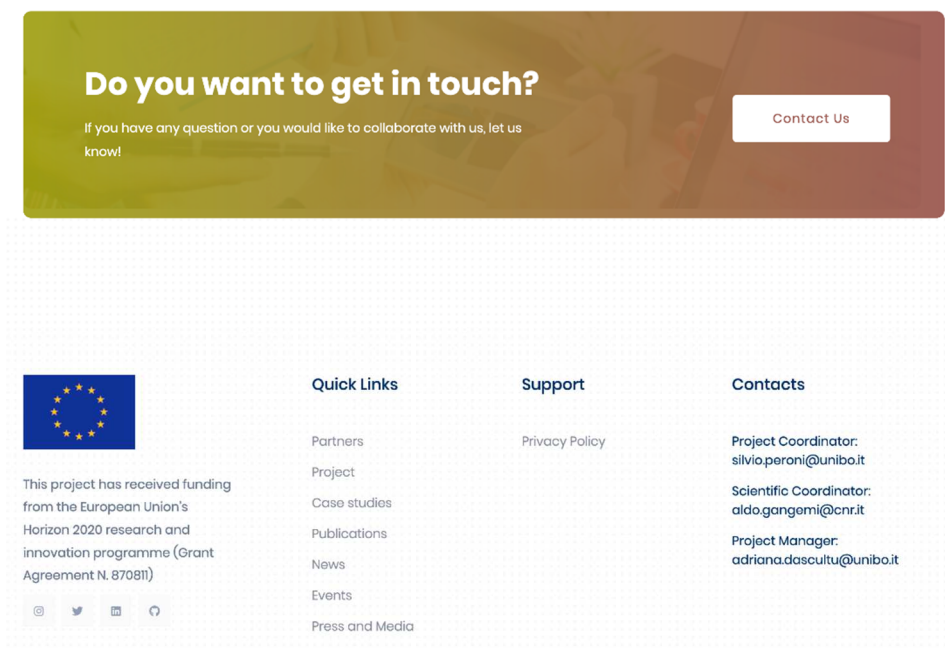 Do you want to get in touch?
If you have any question or you would like to collaborate with us, let us
know!
Contact Us
This project has received funding
from the European Union's
Horizon 2020 research and
innovation programme (Grant
Agreement N. 870811)
Quick Links
Partners
Project
Case studies
Publications
News
Events
Press and Media
Support
Privacy Policy
Contacts
Project Coordinator:
silvio.peroni@unibo.it
Scientific Coordinator:
aldo.gangemi@cnr.it
Project Manager:
adriana.dascultu@unibo.it